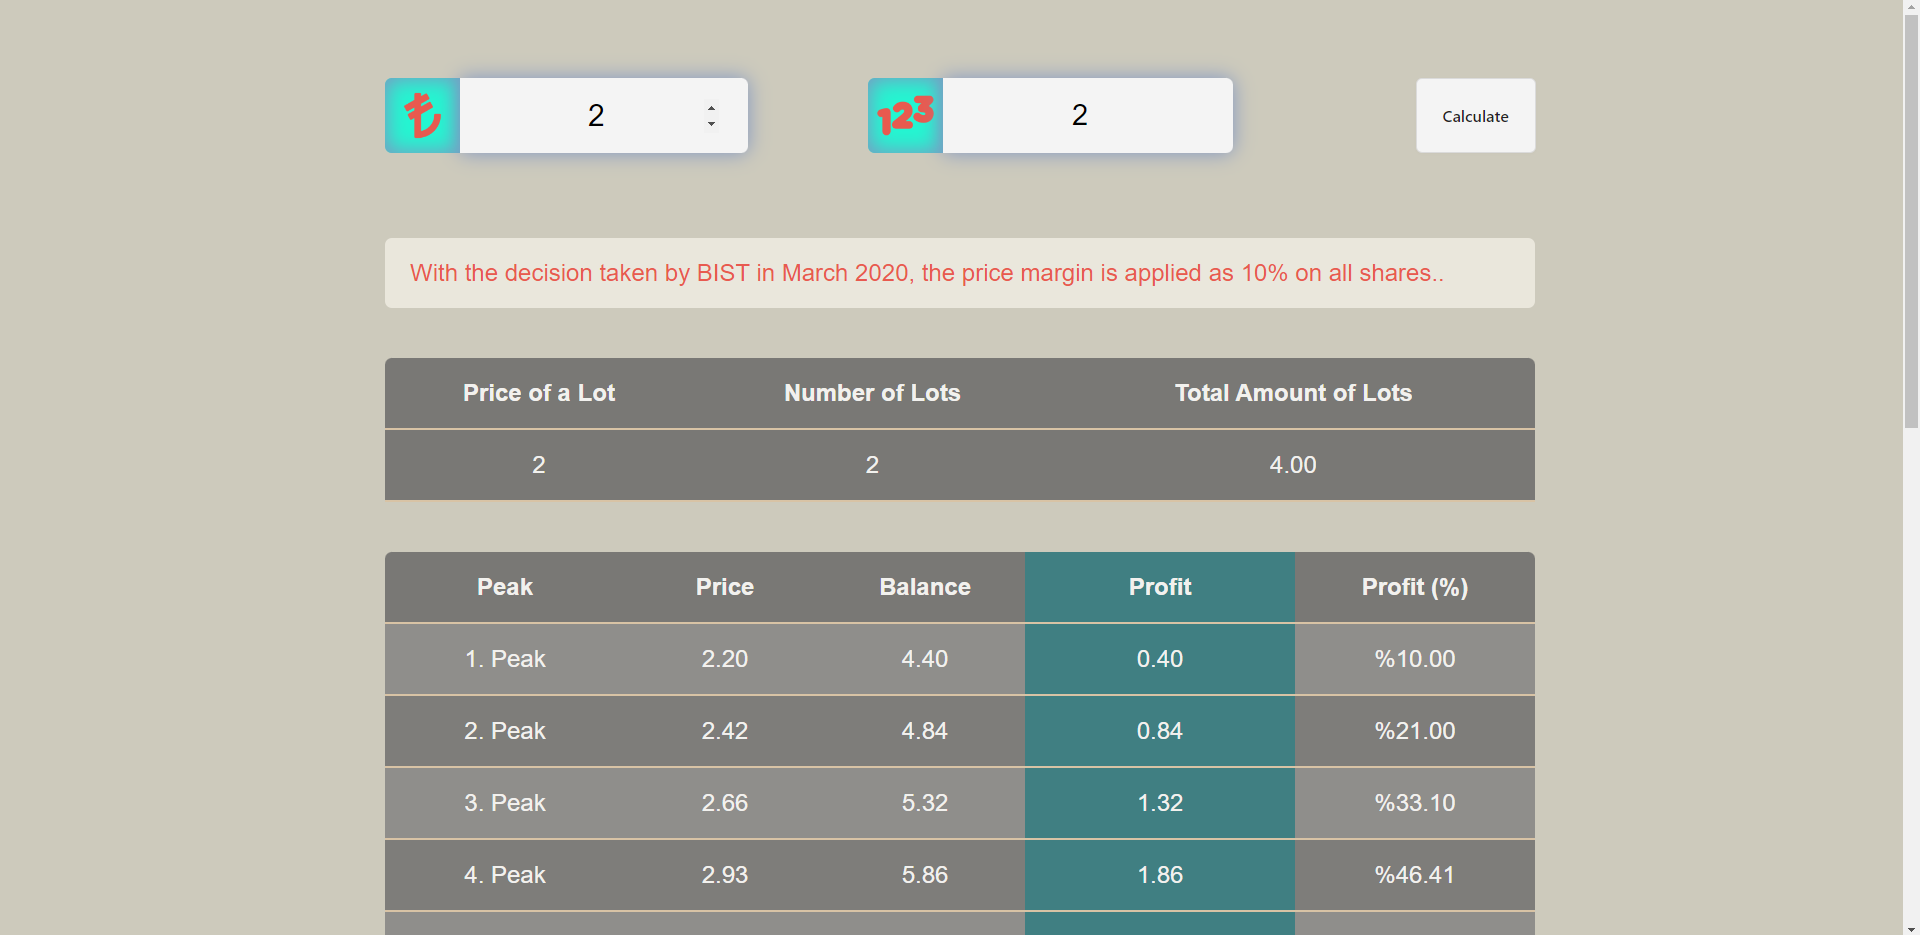 ₺ 2 123 2 Calculate
With the decision taken by BIST in March 2020, the price margin is applied as 10% on all shares..
Price of a Lot Number of Lots Total Amount of Lots
2 2 4.00
Peak Price Balance Profit Profit (%)
1. Peak 2.20 4.40 0.40 %10.00
2. Peak 2.42 4.84 0.84 %21.00
3. Peak 2.66 5.32 1.32 %33.10
4. Peak 2.93 5.86 1.86 %46.41